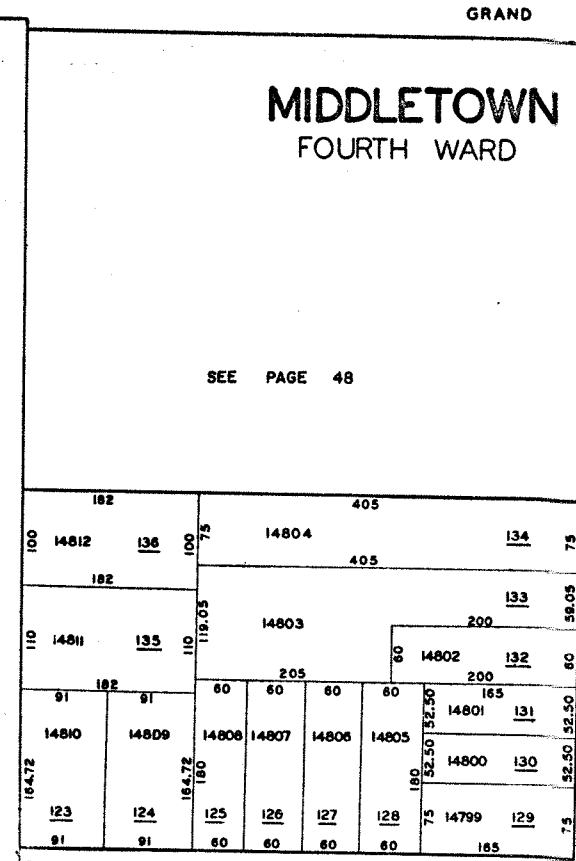 GRAND
MIDDLETOWN
FOURTH WARD
SEE PAGE 48
182 405
100 14812 136 100 75 14804 134 75
182 405
133
110 14811 135 110 119.05 14803 200 59.05
60 14802 132 60
182 205 200
91 91 60 60 60 60 165
52.50 14801 131 52.50
14810 14809 14808 14807 14806 14805
52.50 14800 130 52.50
164.72 164.72 180 180
123 124 125 126 127 128 75 14799 129 75
91 91 60 60 60 60 165